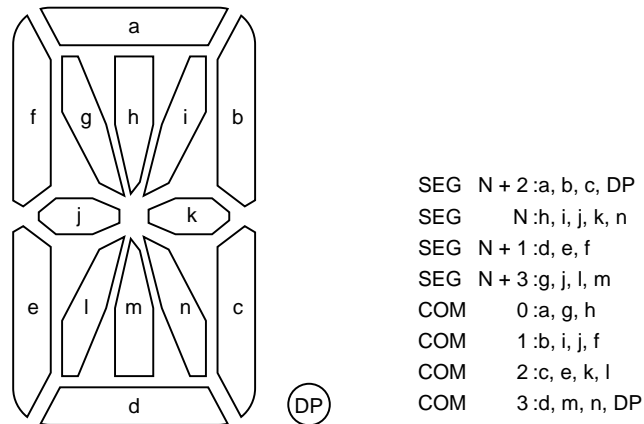 a
f
g
h
i
b
j
k
e
l
m
n
c
d
DP
SEG N + 2 :a, b, c, DP
SEG N :h, i, j, k, n
SEG N + 1 :d, e, f
SEG N + 3 :g, j, l, m
COM 0 :a, g, h
COM 1 :b, i, j, f
COM 2 :c, e, k, l
COM 3 :d, m, n, DP